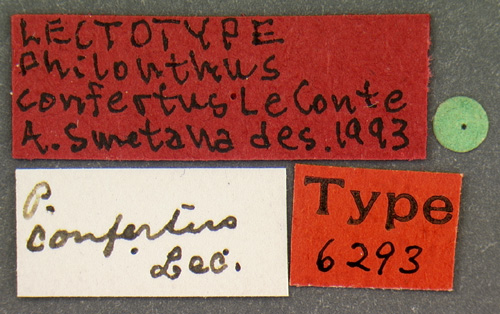 LECTOTYPE
Philonthus
confertus LeConte
A. Smetana des. 1993
P.
confertus
Lec.
Type
6293